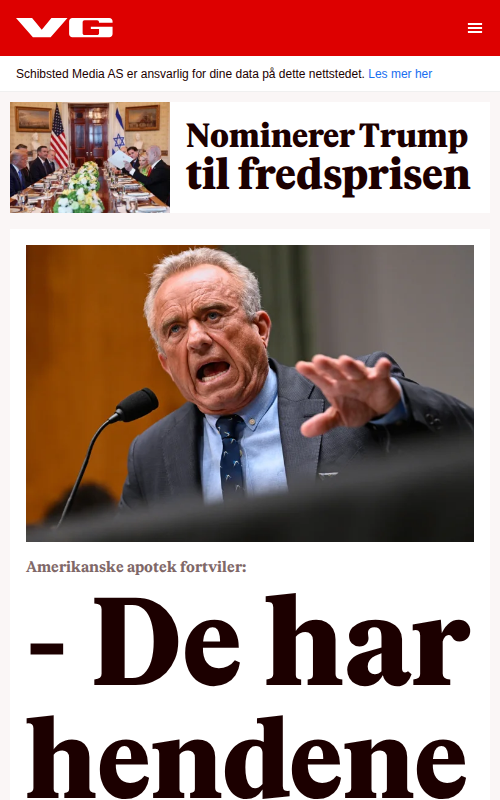 VG
Schibsted Media AS er ansvarlig for dine data på dette nettstedet. Les mer her
Nominerer Trump
til fredsprisen
Amerikanske apotek fortviler:
- De har
hendene